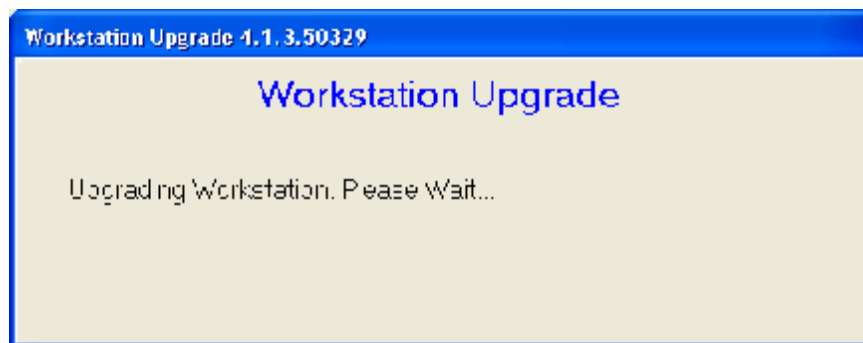 Workstation Upgrade 4.1.3.50329
Workstation Upgrade
Upgrading Workstation. Please Wait...